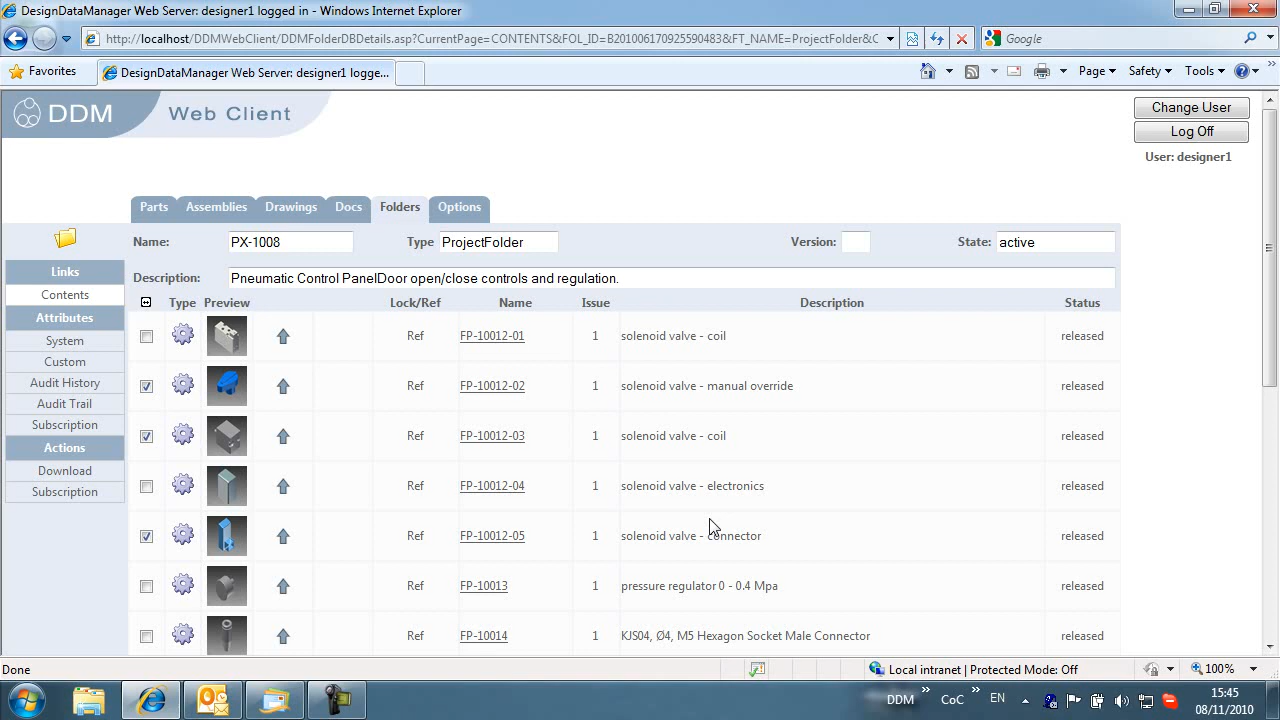 DesignDataManager Web Server: designer1 logged in - Windows Internet Explorer
http://localhost/DDMWebClient/DDMFolderDBDetails.asp?CurrentPage=CONTENTS&FOL_ID=B201006170925590483&FT_NAME=ProjectFolder&C
Google
Favorites
DesignDataManager Web Server: designer1 logge...
Page
Safety
Tools
DDM
Web Client
Change User
Log Off
User: designer1
Parts
Assemblies
Drawings
Docs
Folders
Options
Name: PX-1008 Type ProjectFolder Version: State: active
Description: Pneumatic Control PanelDoor open/close controls and regulation.
Links
Contents
Attributes
System
Custom
Audit History
Audit Trail
Subscription
Actions
Download
Subscription
Type Preview Lock/Ref Name Issue Description Status
Ref FP-10012-01 1 solenoid valve - coil released
Ref FP-10012-02 1 solenoid valve - manual override released
Ref FP-10012-03 1 solenoid valve - coil released
Ref FP-10012-04 1 solenoid valve - electronics released
Ref FP-10012-05 1 solenoid valve - connector released
Ref FP-10013 1 pressure regulator 0 - 0.4 Mpa released
Ref FP-10014 1 KJS04, Ø4, M5 Hexagon Socket Male Connector released
Done
Local intranet | Protected Mode: Off
100%
DDM
CoC
EN
15:45
08/11/2010